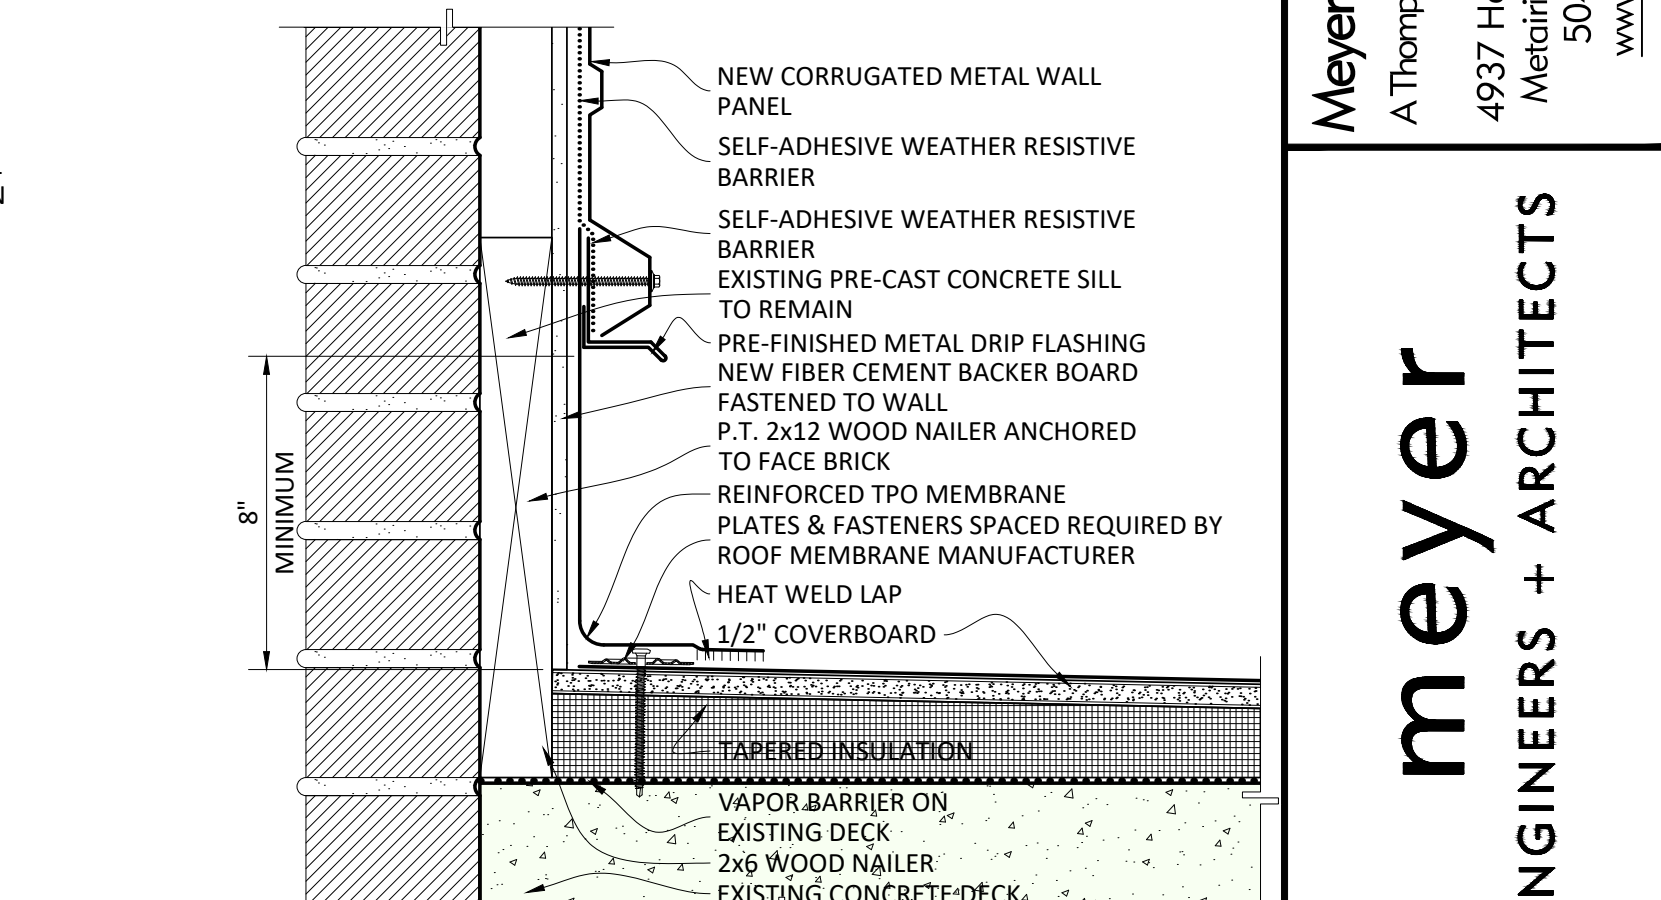 NEW CORRUGATED METAL WALL
PANEL
SELF-ADHESIVE WEATHER RESISTIVE
BARRIER
SELF-ADHESIVE WEATHER RESISTIVE
BARRIER
EXISTING PRE-CAST CONCRETE SILL
TO REMAIN
PRE-FINISHED METAL DRIP FLASHING
NEW FIBER CEMENT BACKER BOARD
FASTENED TO WALL
P.T. 2x12 WOOD NAILER ANCHORED
TO FACE BRICK
REINFORCED TPO MEMBRANE
PLATES & FASTENERS SPACED REQUIRED BY
ROOF MEMBRANE MANUFACTURER
HEAT WELD LAP
1/2" COVERBOARD
TAPERED INSULATION
VAPOR BARRIER ON
EXISTING DECK
2x6 WOOD NAILER
EXISTING CONCRETE DECK
8"
MINIMUM
Meyer
A Thomp
4937 He
Metairi
504
www
meyer
NGINEERS + ARCHITECTS